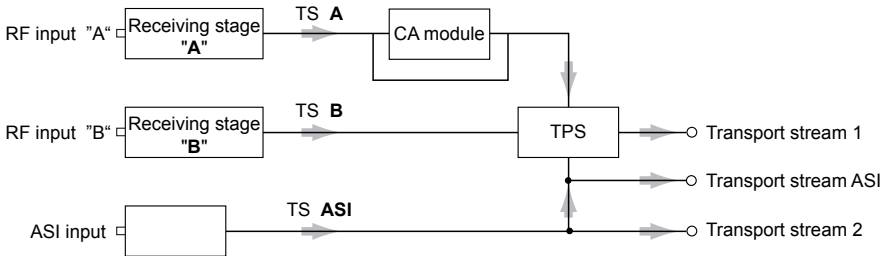 TS A
RF input ”A“
Receiving stage
"A"
CA module
TS B
RF input ”B“
Receiving stage
"B"
TPS
Transport stream 1
Transport stream ASI
TS ASI
ASI input
Transport stream 2